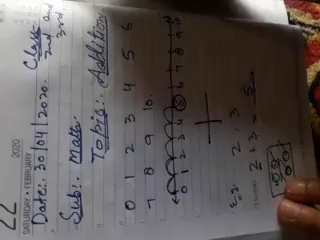 22
2020
SATURDAY • FEBRUARY
Date:. 30/04/2020. Class
2nd and
3rd.
Sub:. Math.
Topic:. Addition
0 1 2 3 4 5 6
7 8 9 10.
0 1 2 3 4 5 6 7 8 9 10
E.g. 2. 3
2 + 3 = 5